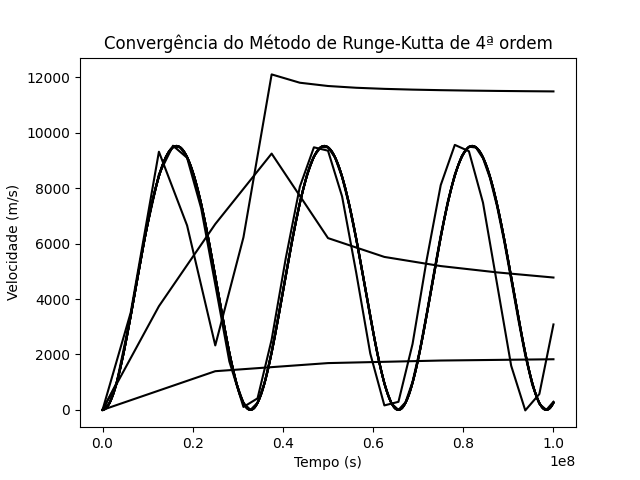 Convergência do Método de Runge-Kutta de 4ª ordem
12000
10000
8000
6000
4000
2000
0
Velocidade (m/s)
0.0 0.2 0.4 0.6 0.8 1.0
1e8
Tempo (s)